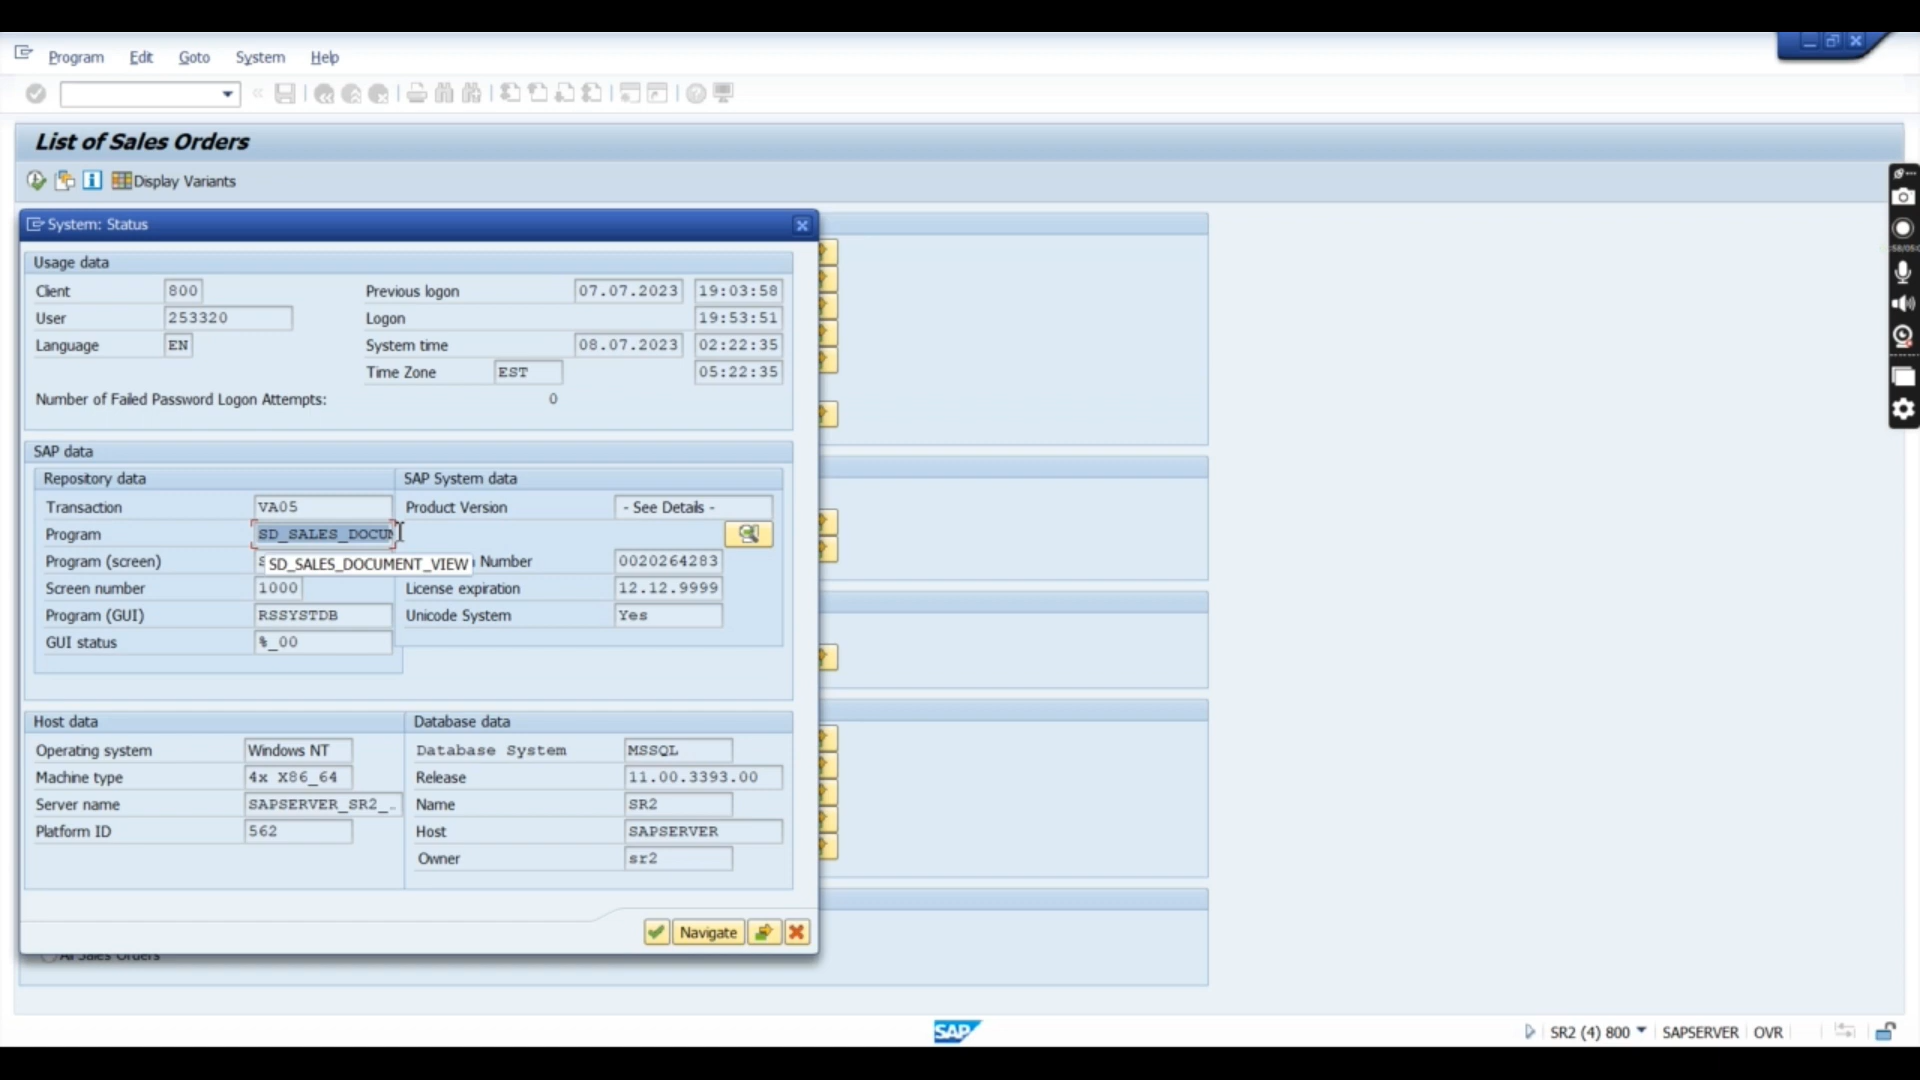 Program Edit Goto System Help
List of Sales Orders
Display Variants
System: Status
Usage data
Client 800 Previous logon 07.07.2023 19:03:58
User 253320 Logon 19:53:51
Language EN System time 08.07.2023 02:22:35
Time Zone EST 05:22:35
Number of Failed Password Logon Attempts: 0
SAP data
Repository data SAP System data
Transaction VA05 Product Version - See Details -
Program SD_SALES_DOCUM
Program (screen) S SD_SALES_DOCUMENT_VIEW Number 0020264283
Screen number 1000 License expiration 12.12.9999
Program (GUI) RSSYSTDB Unicode System Yes
GUI status %_00
Host data Database data
Operating system Windows NT Database System MSSQL
Machine type 4x X86_64 Release 11.00.3393.00
Server name SAPSERVER_SR2_.. Name SR2
Platform ID 562 Host SAPSERVER
Owner sr2
Navigate
All Sales Orders
SAP SR2 (4) 800 SAPSERVER OVR